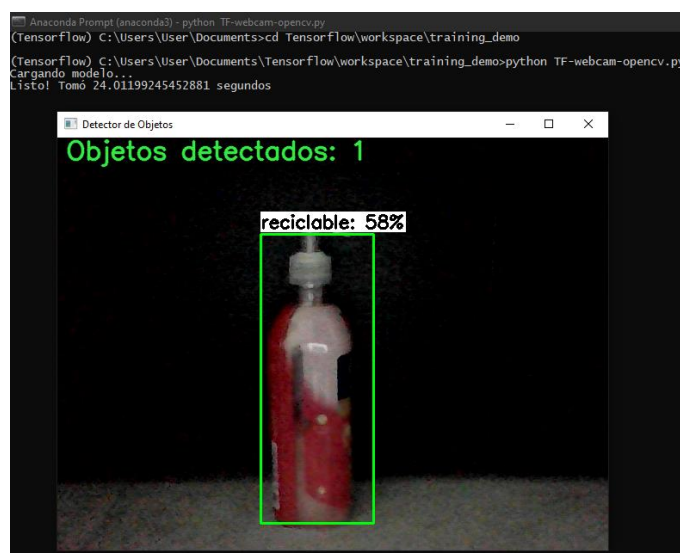 Anaconda Prompt (anaconda3) - python TF-webcam-opencv.py
(Tensorflow) C:\Users\User\Documents>cd Tensorflow\workspace\training_demo
(Tensorflow) C:\Users\User\Documents\Tensorflow\workspace\training_demo>python TF-webcam-opencv.py
Cargando modelo...
Listo! Tomó 24.01199245452881 segundos
Detector de Objetos
Objetos detectados: 1
reciclable: 58%